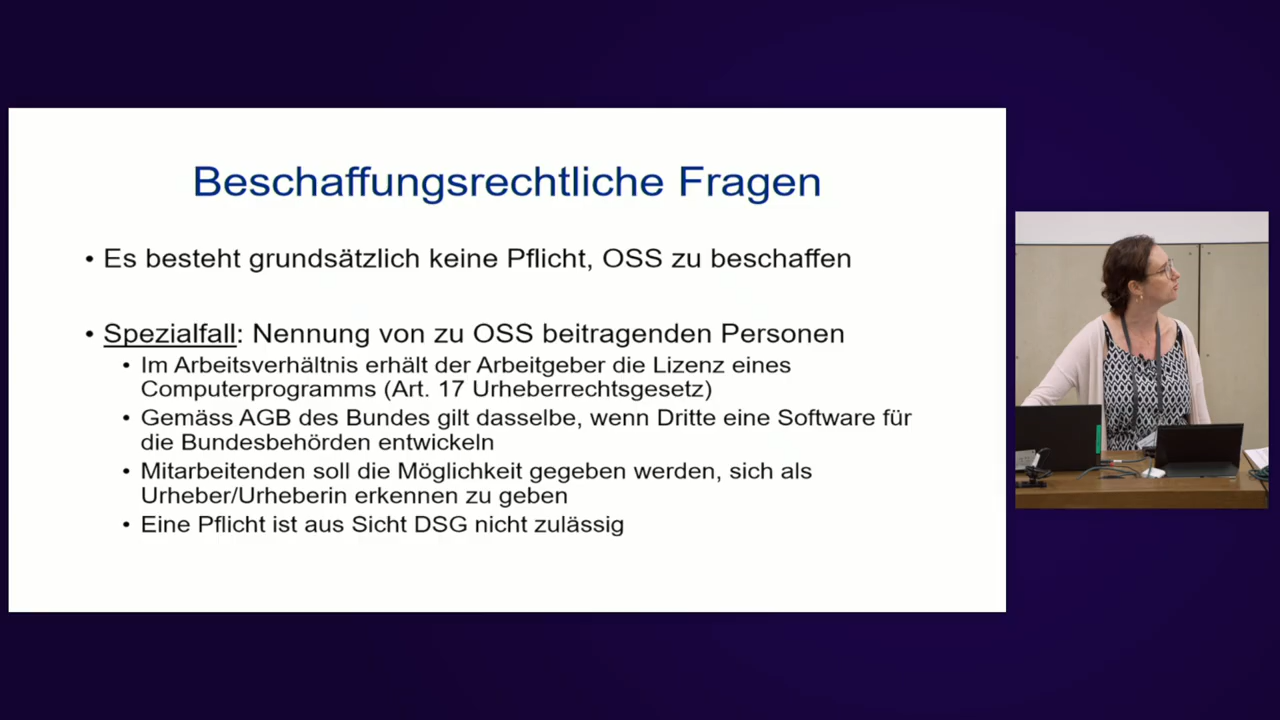 Beschaffungsrechtliche Fragen
• Es besteht grundsätzlich keine Pflicht, OSS zu beschaffen
• Spezialfall: Nennung von zu OSS beitragenden Personen
• Im Arbeitsverhältnis erhält der Arbeitgeber die Lizenz eines
Computerprogramms (Art. 17 Urheberrechtsgesetz)
• Gemäss AGB des Bundes gilt dasselbe, wenn Dritte eine Software für
die Bundesbehörden entwickeln
• Mitarbeitenden soll die Möglichkeit gegeben werden, sich als
Urheber/Urheberin erkennen zu geben
• Eine Pflicht ist aus Sicht DSG nicht zulässig